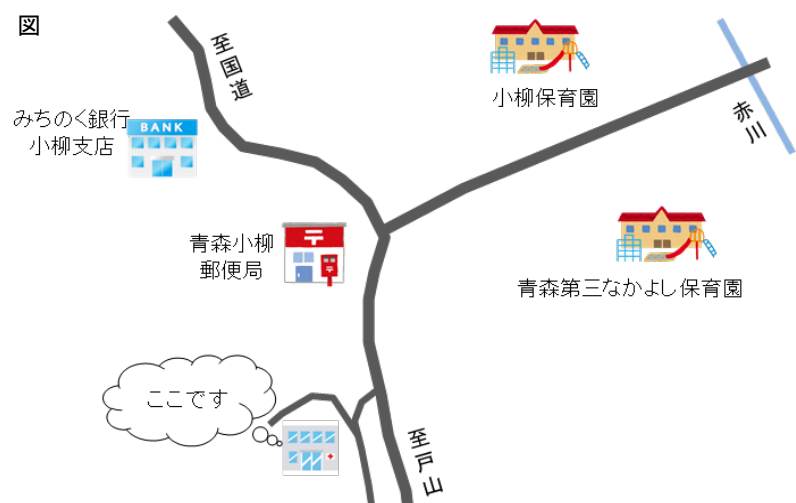 図
至国道
小柳保育園
赤川
みちのく銀行
小柳支店
BANK
青森小柳
郵便局
青森第三なかよし保育園
ここです
至戸山